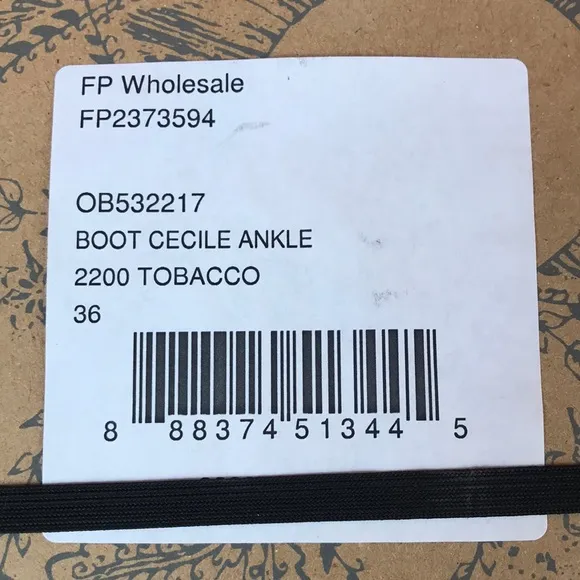 FP Wholesale
FP2373594
OB532217
BOOT CECILE ANKLE
2200 TOBACCO
36
8 88374 51344 5